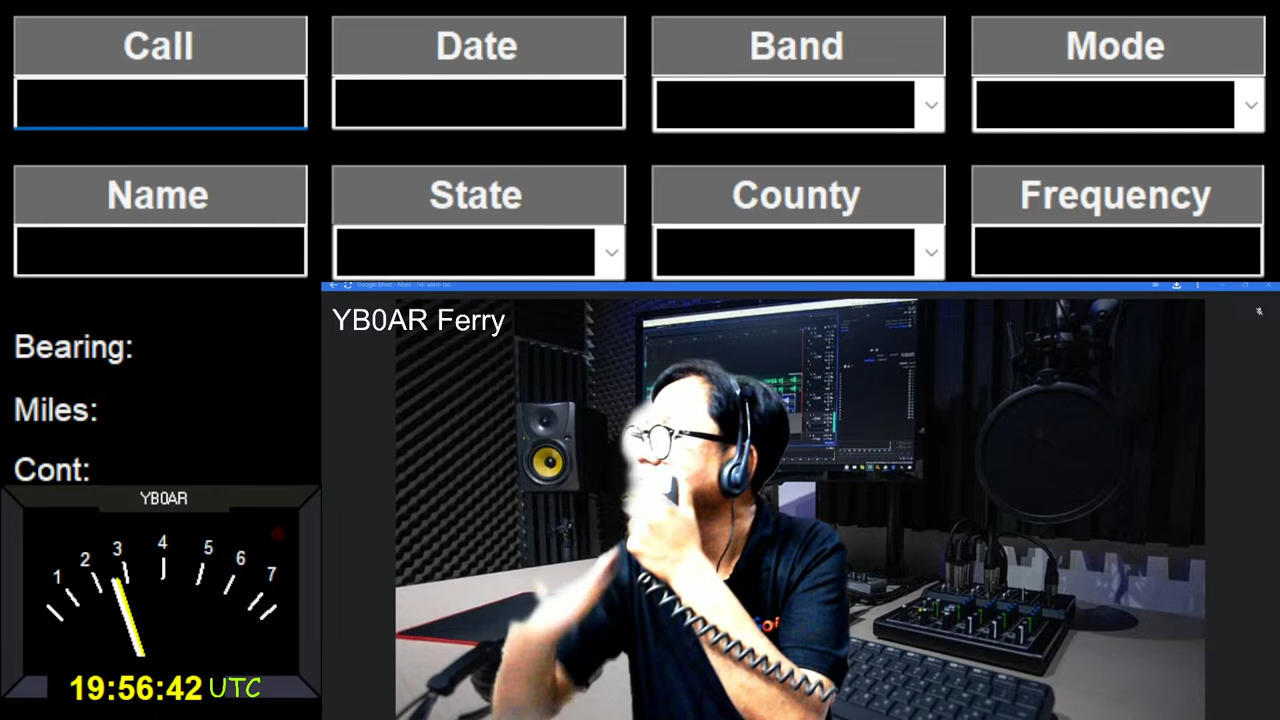 Call Date Band Mode
Name State County Frequency
YB0AR Ferry
Bearing:
Miles:
Cont:
YB0AR
1 2 3 4 5 6 7
19:56:42 UTC